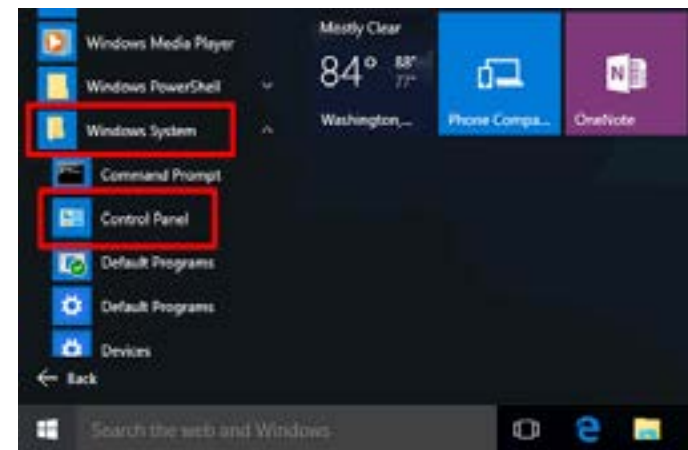 Windows Media Player
Windows PowerShell
Windows System
Command Prompt
Control Panel
Default Programs
Default Programs
Devices
Back
Mostly Clear
84° 88°
77°
Washington,...
Phone Compa...
OneNote
N
Search the web and Windows